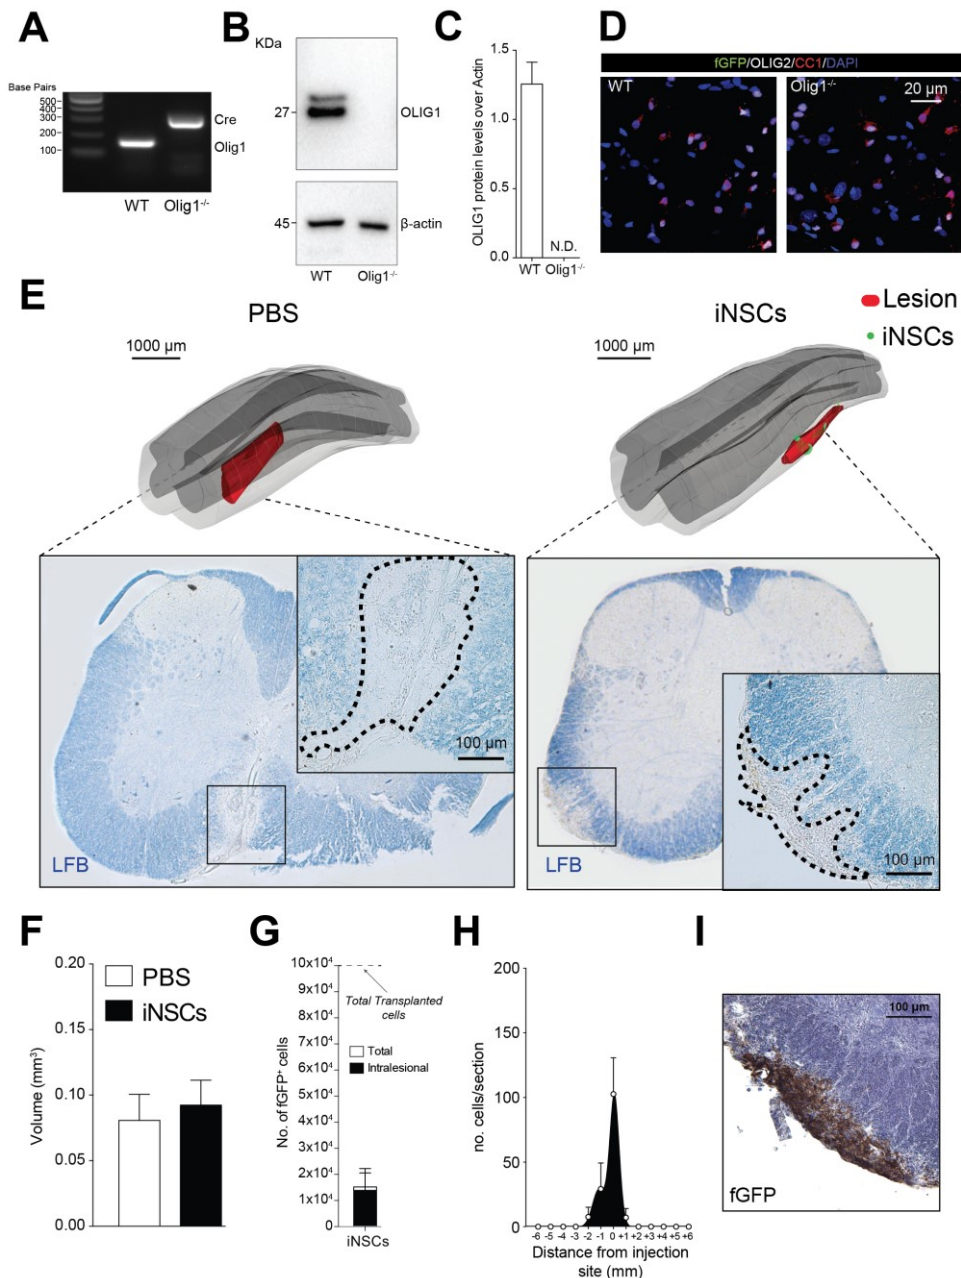 A
Base Pairs
500
400
300
200
100
Cre
Olig1
WT Olig1-/-
B
KDa
27
OLIG1
45
β-actin
WT Olig1-/-
C
OLIG1 protein levels over Actin
1.5
1.0
0.5
0.0
N.D.
WT Olig1-/-
D
fGFP/OLIG2/CC1/DAPI
WT
Olig1-/-
20 µm
E
PBS
iNSCs
Lesion
iNSCs
1000 µm
1000 µm
100 µm
LFB
100 µm
LFB
F
Volume (mm³)
0.20
0.15
0.10
0.05
0.00
PBS
iNSCs
G
No. of fGFP+ cells
10x10⁴
9x10⁴
8x10⁴
7x10⁴
6x10⁴
5x10⁴
4x10⁴
3x10⁴
2x10⁴
1x10⁴
0
Total Transplanted
cells
Total
Intralesional
iNSCs
H
no. cells/section
200
150
100
50
0
-6 -5 -4 -3 -2 -1 0 +1 +2 +3 +4 +5 +6
Distance from injection
site (mm)
I
100 µm
fGFP